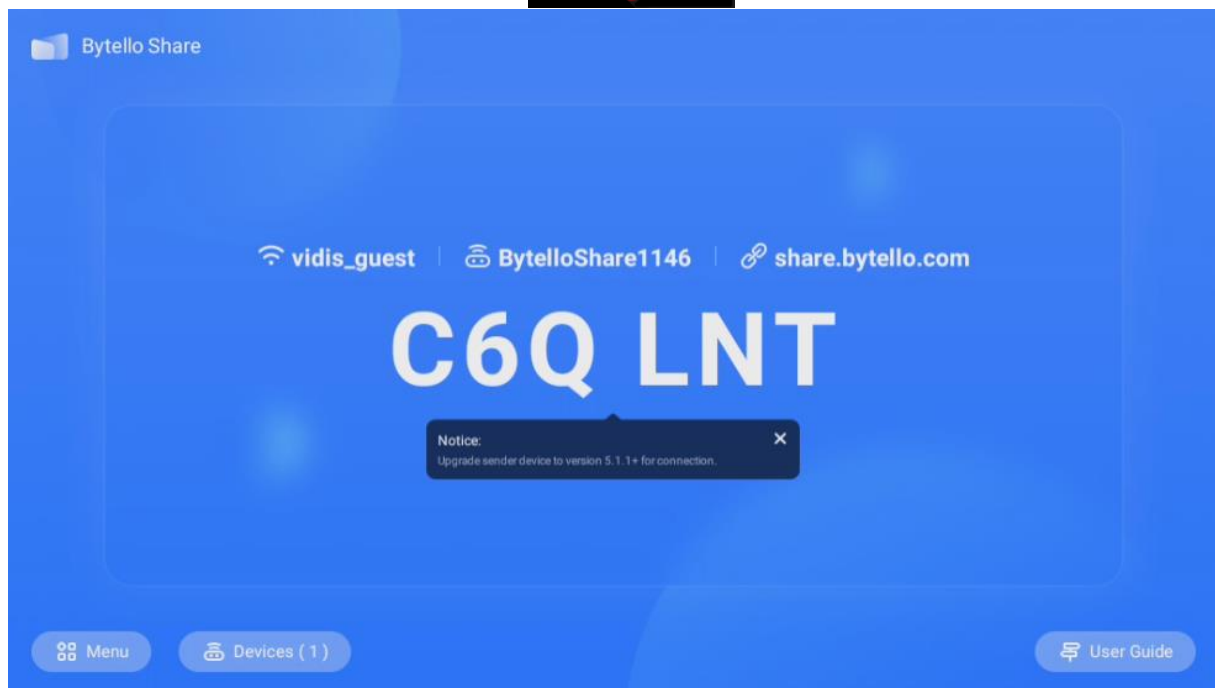 Bytello Share
vidis_guest BytelloShare1146 share.bytello.com
C6Q LNT
Notice:
Upgrade sender device to version 5.1.1+ for connection.
Menu Devices ( 1 ) User Guide